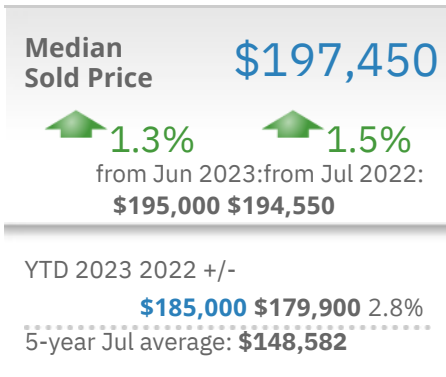 Median
Sold Price
$197,450
1.3% 1.5%
from Jun 2023:from Jul 2022:
$195,000 $194,550
YTD 2023 2022 +/-
$185,000 $179,900 2.8%
5-year Jul average: $148,582